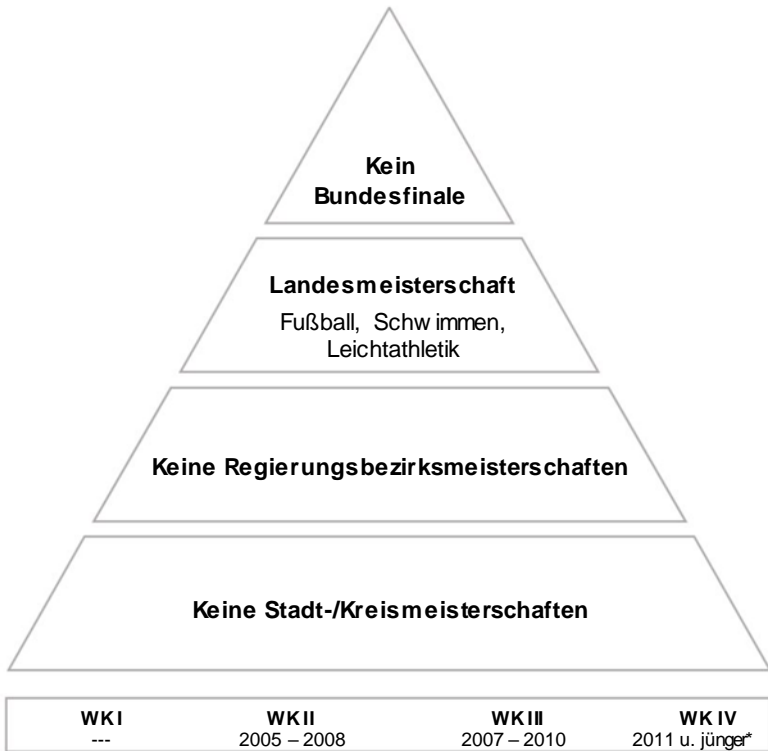 Kein
Bundesfinale
Landesmeisterschaft
Fußball, Schwimmen,
Leichtathletik
Keine Regierungsbezirksmeisterschaften
Keine Stadt-/Kreismeisterschaften
WK I WK II WK III WK IV
--- 2005 – 2008 2007 – 2010 2011 u. jünger*